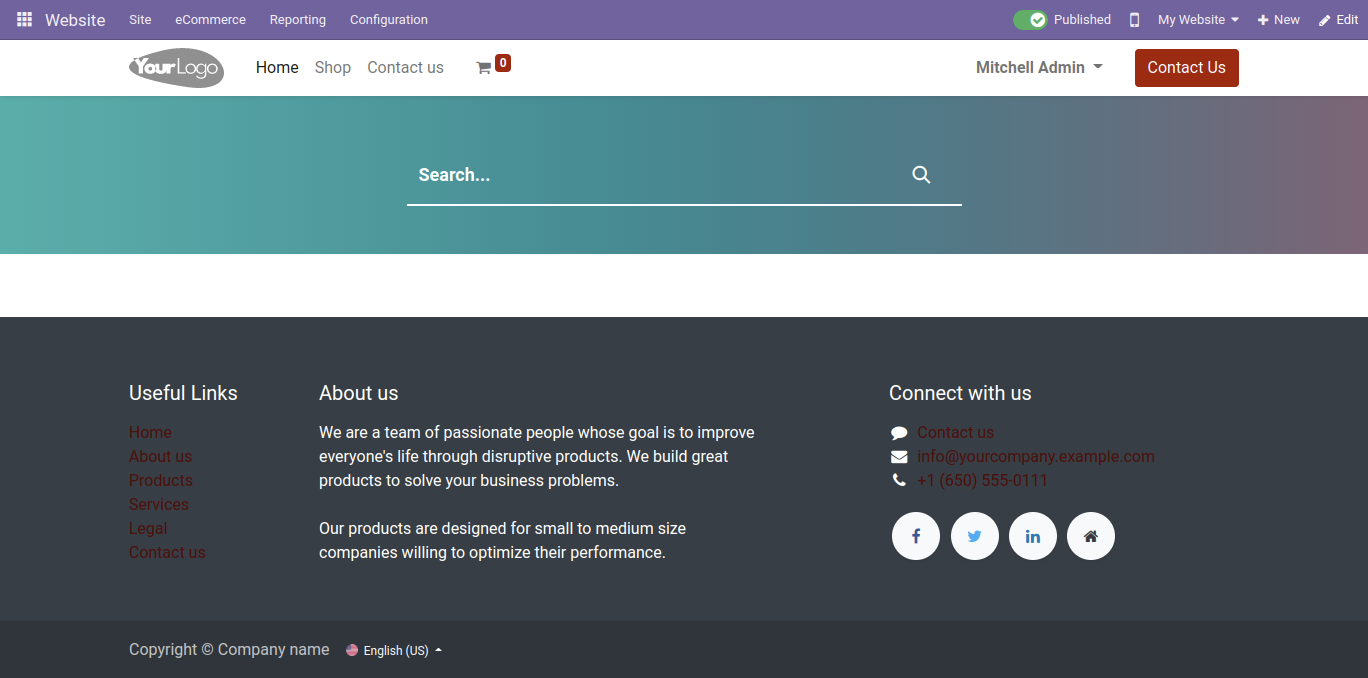 Website Site eCommerce Reporting Configuration Published My Website New Edit
YourLogo Home Shop Contact us 0 Mitchell Admin Contact Us
Search...
Useful Links
Home
About us
Products
Services
Legal
Contact us
About us
We are a team of passionate people whose goal is to improve
everyone's life through disruptive products. We build great
products to solve your business problems.
Our products are designed for small to medium size
companies willing to optimize their performance.
Connect with us
Contact us
info@yourcompany.example.com
+1 (650) 555-0111
Copyright © Company name English (US)